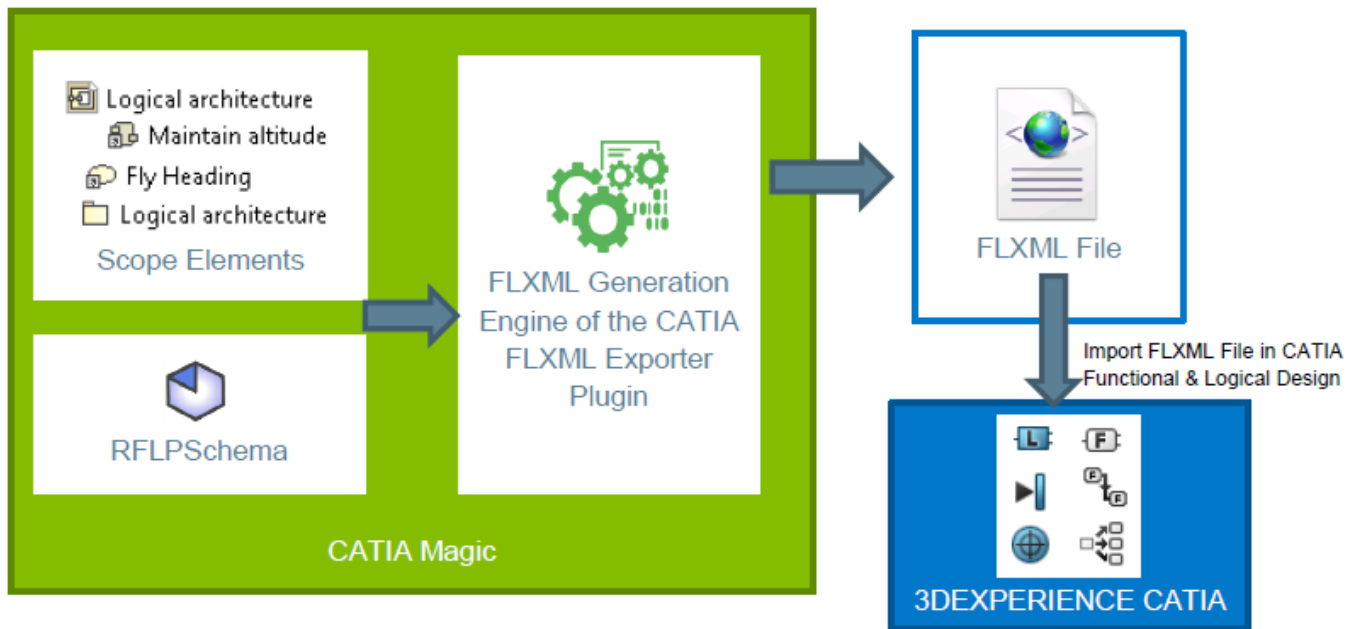 Logical architecture
Maintain altitude
Fly Heading
Logical architecture
Scope Elements
RFLPSchema
FLXML Generation
Engine of the CATIA
FLXML Exporter
Plugin
CATIA Magic
FLXML File
Import FLXML File in CATIA
Functional & Logical Design
L
F
F
F
3DEXPERIENCE CATIA